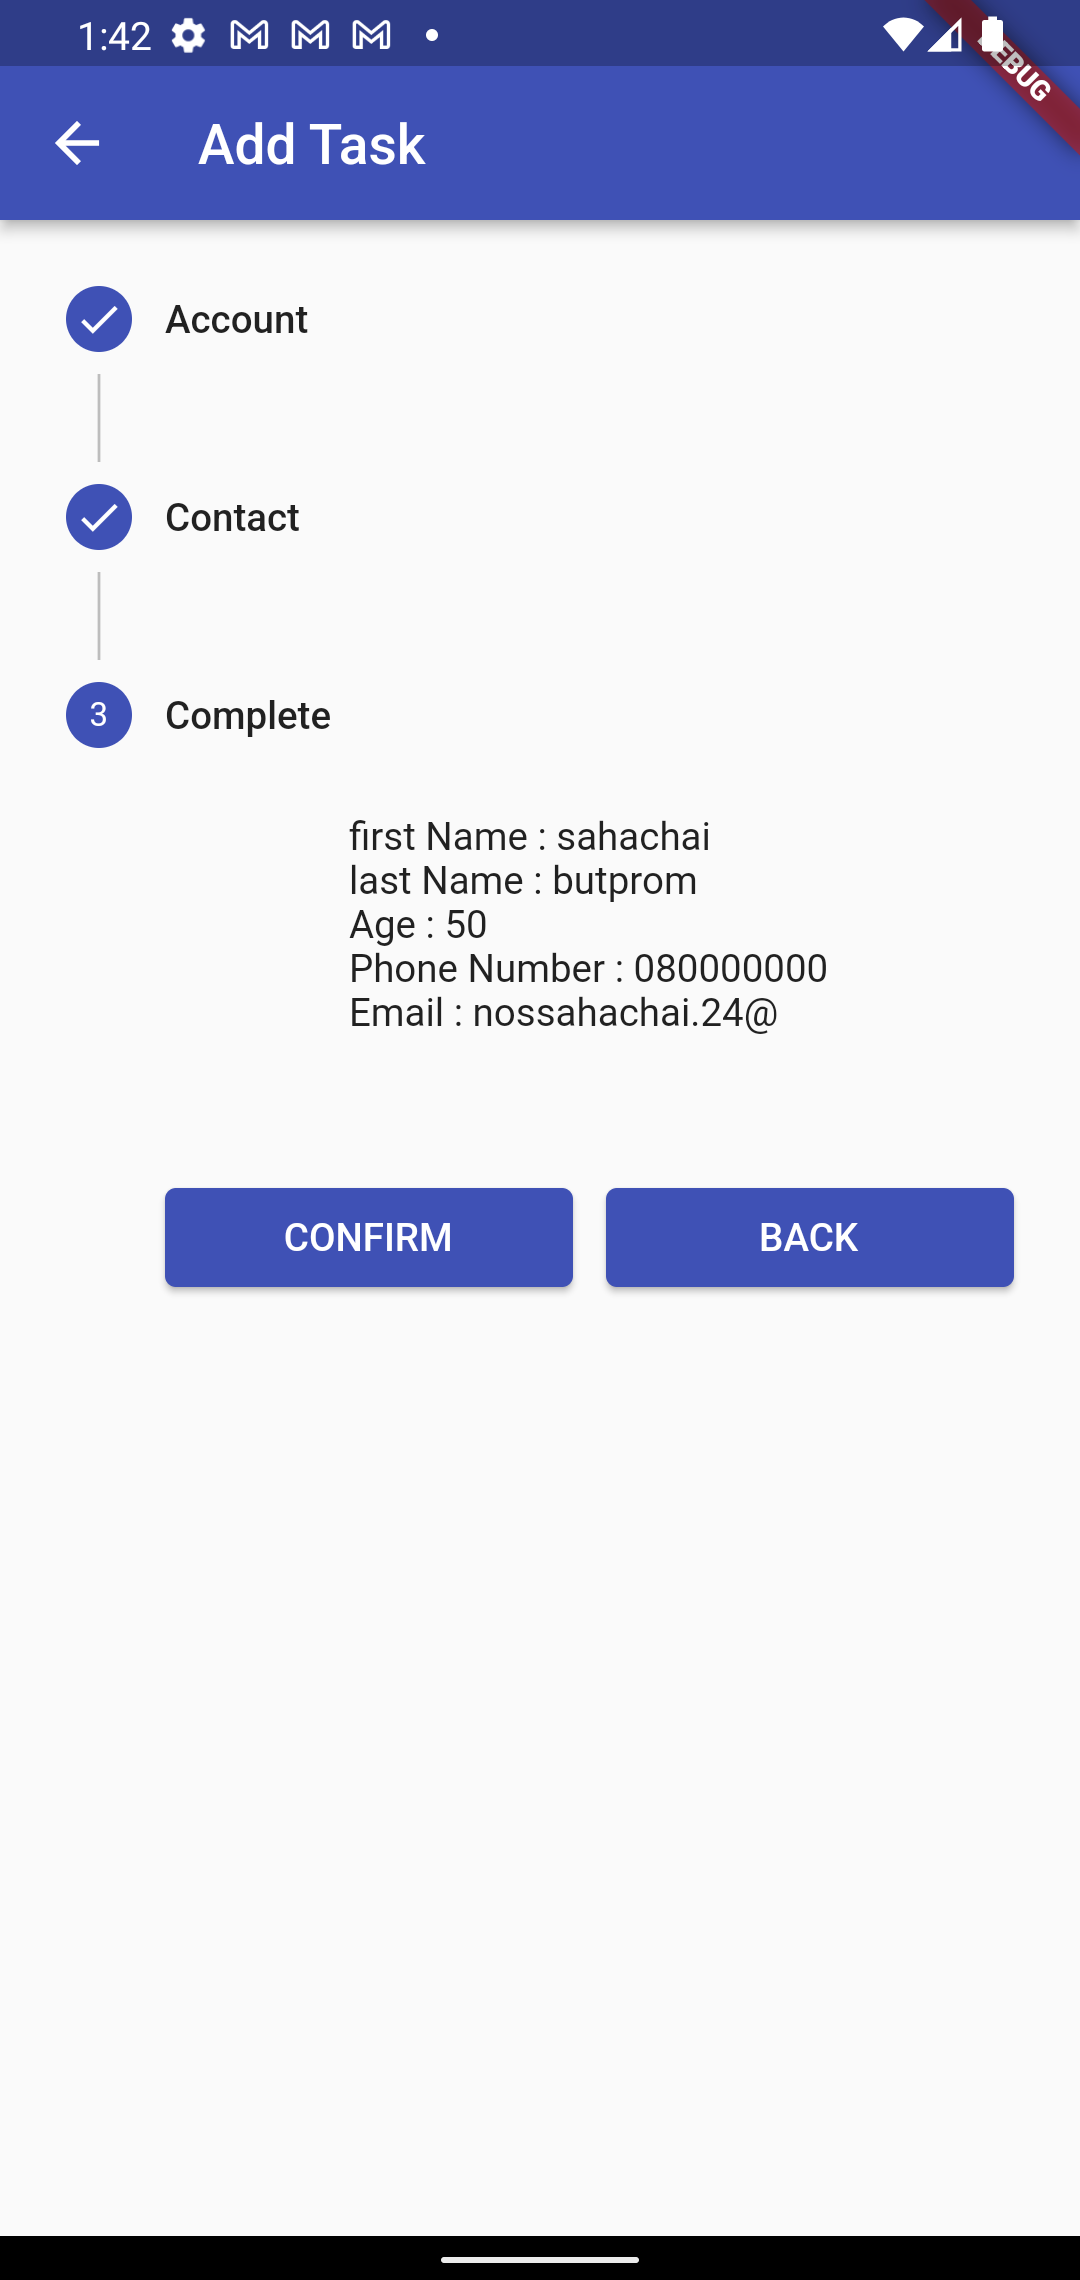 1:42
DEBUG
Add Task
Account
Contact
3 Complete
first Name : sahachai
last Name : butprom
Age : 50
Phone Number : 080000000
Email : nossahachai.24@
CONFIRM BACK